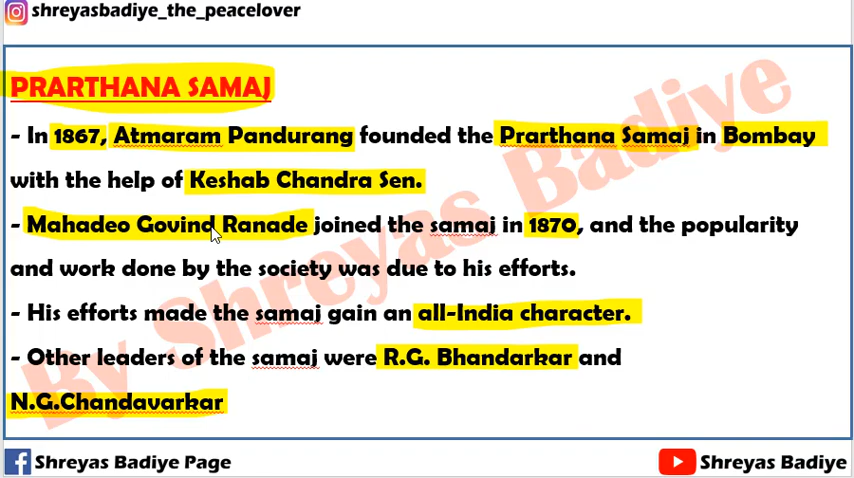 shreyasbadiye_the_peacelover
PRARTHANA SAMAJ
- In 1867, Atmaram Pandurang founded the Prarthana Samaj in Bombay
with the help of Keshab Chandra Sen.
- Mahadeo Govind Ranade joined the samaj in 1870, and the popularity
and work done by the society was due to his efforts.
- His efforts made the samaj gain an all-India character.
- Other leaders of the samaj were R.G. Bhandarkar and
N.G.Chandavarkar
By Shreyas Badiye
Shreyas Badiye Page
Shreyas Badiye